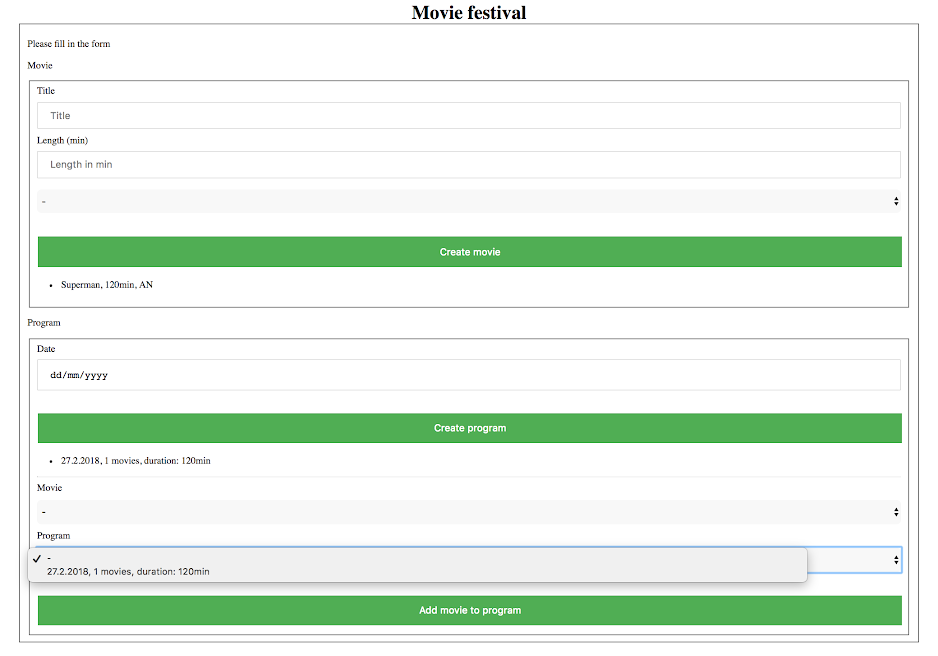 Movie festival
Please fill in the form
Movie
Title
Title
Length (min)
Length in min
-
Create movie
• Superman, 120min, AN
Program
Date
dd/mm/yyyy
Create program
• 27.2.2018, 1 movies, duration: 120min
Movie
-
Program
✓ -
27.2.2018, 1 movies, duration: 120min
Add movie to program